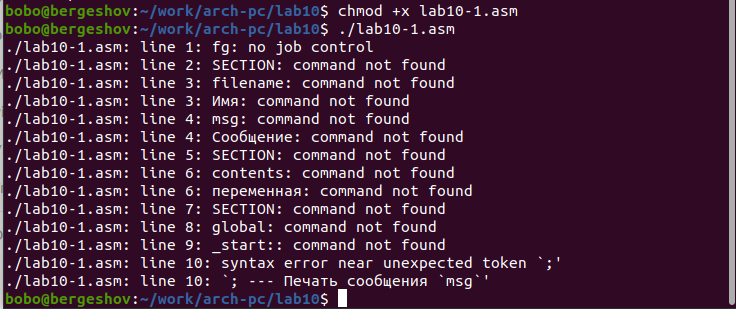 bobo@bergeshov:~/work/arch-pc/lab10$ chmod +x lab10-1.asm
bobo@bergeshov:~/work/arch-pc/lab10$ ./lab10-1.asm
./lab10-1.asm: line 1: fg: no job control
./lab10-1.asm: line 2: SECTION: command not found
./lab10-1.asm: line 3: filename: command not found
./lab10-1.asm: line 3: Имя: command not found
./lab10-1.asm: line 4: msg: command not found
./lab10-1.asm: line 4: Сообщение: command not found
./lab10-1.asm: line 5: SECTION: command not found
./lab10-1.asm: line 6: contents: command not found
./lab10-1.asm: line 6: переменная: command not found
./lab10-1.asm: line 7: SECTION: command not found
./lab10-1.asm: line 8: global: command not found
./lab10-1.asm: line 9: _start:: command not found
./lab10-1.asm: line 10: syntax error near unexpected token `;'
./lab10-1.asm: line 10: `; --- Печать сообщения `msg`'
bobo@bergeshov:~/work/arch-pc/lab10$